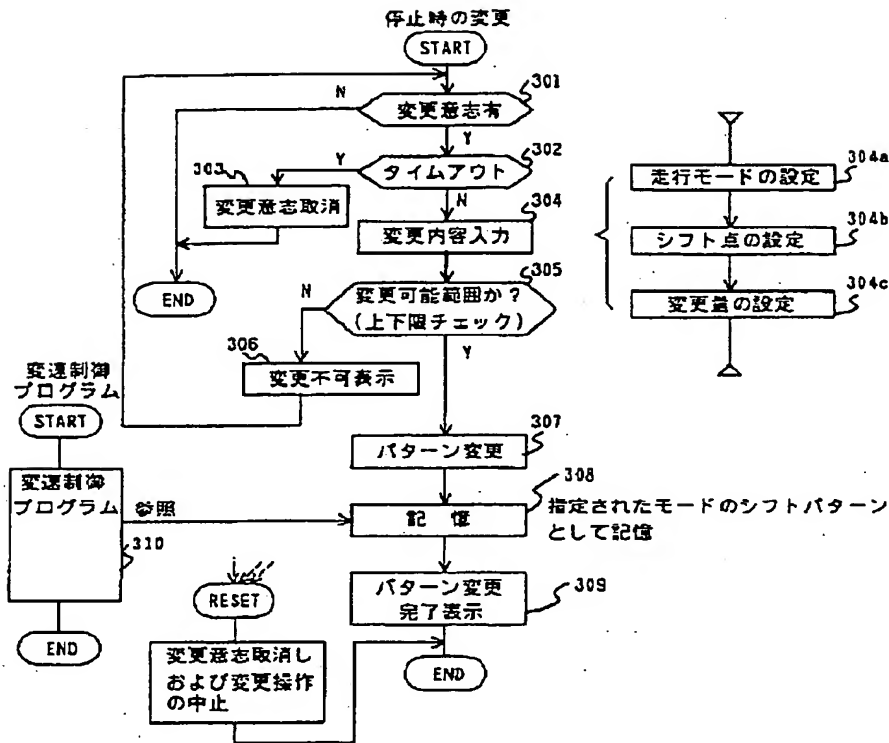 停止時の変更
START
301
N
変更意志有
Y
302
303
Y
タイムアウト
304a
走行モードの設定
変更意志取消
N
304
304b
変更内容入力
シフト点の設定
305
END
N
変更可能範囲か?
(上下限チェック)
304c
変更量の設定
306
Y
変更不可表示
変速制御
プログラム
START
307
パターン変更
変速制御
プログラム
参照
308
記 憶
指定されたモードのシフトパターン
として記憶
310
309
RESET
パターン変更
完了表示
END
変更意志取消し
および変更操作
の中止
END